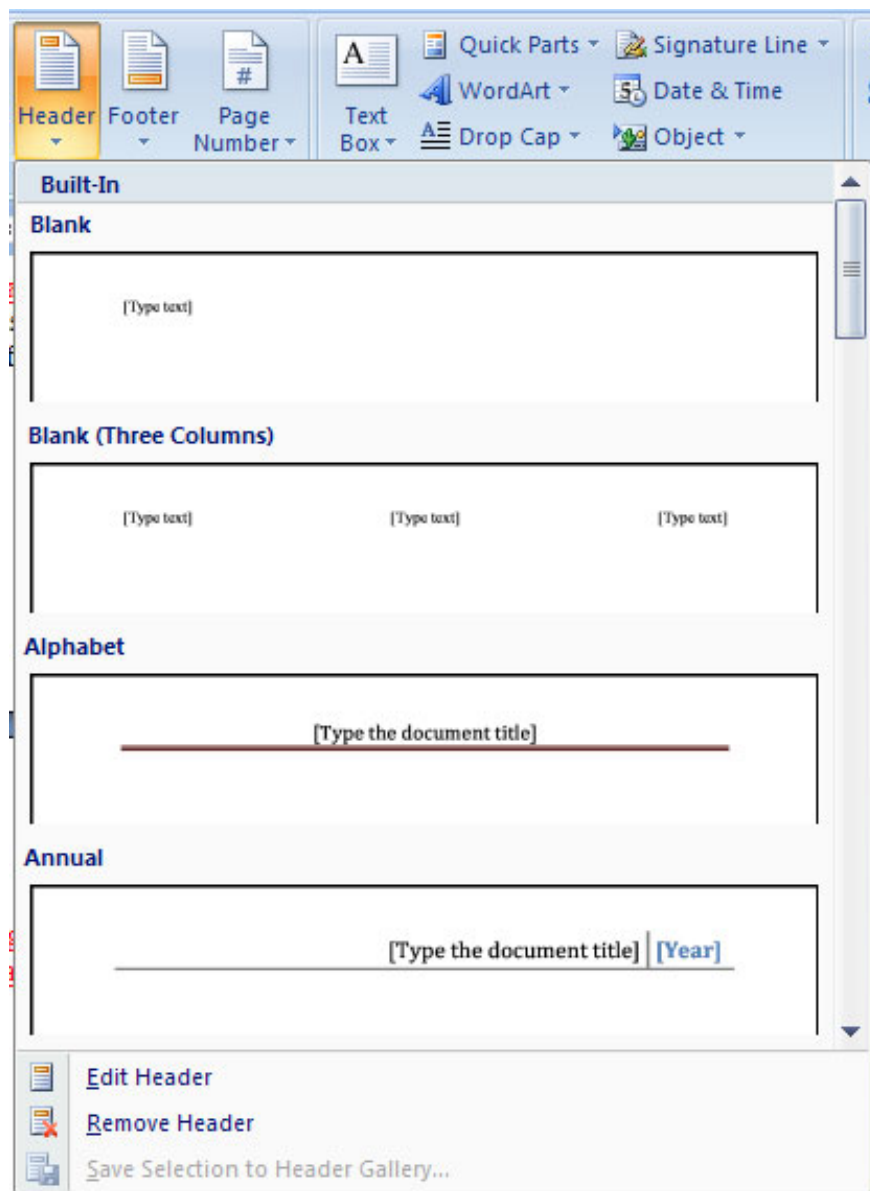 Quick Parts Signature Line
A WordArt Date & Time
Header Footer Page Text
Number Box Drop Cap Object
Built-In
Blank
[Type text]
Blank (Three Columns)
[Type text] [Type text] [Type text]
Alphabet
[Type the document title]
Annual
[Type the document title] [Year]
Edit Header
Remove Header
Save Selection to Header Gallery...